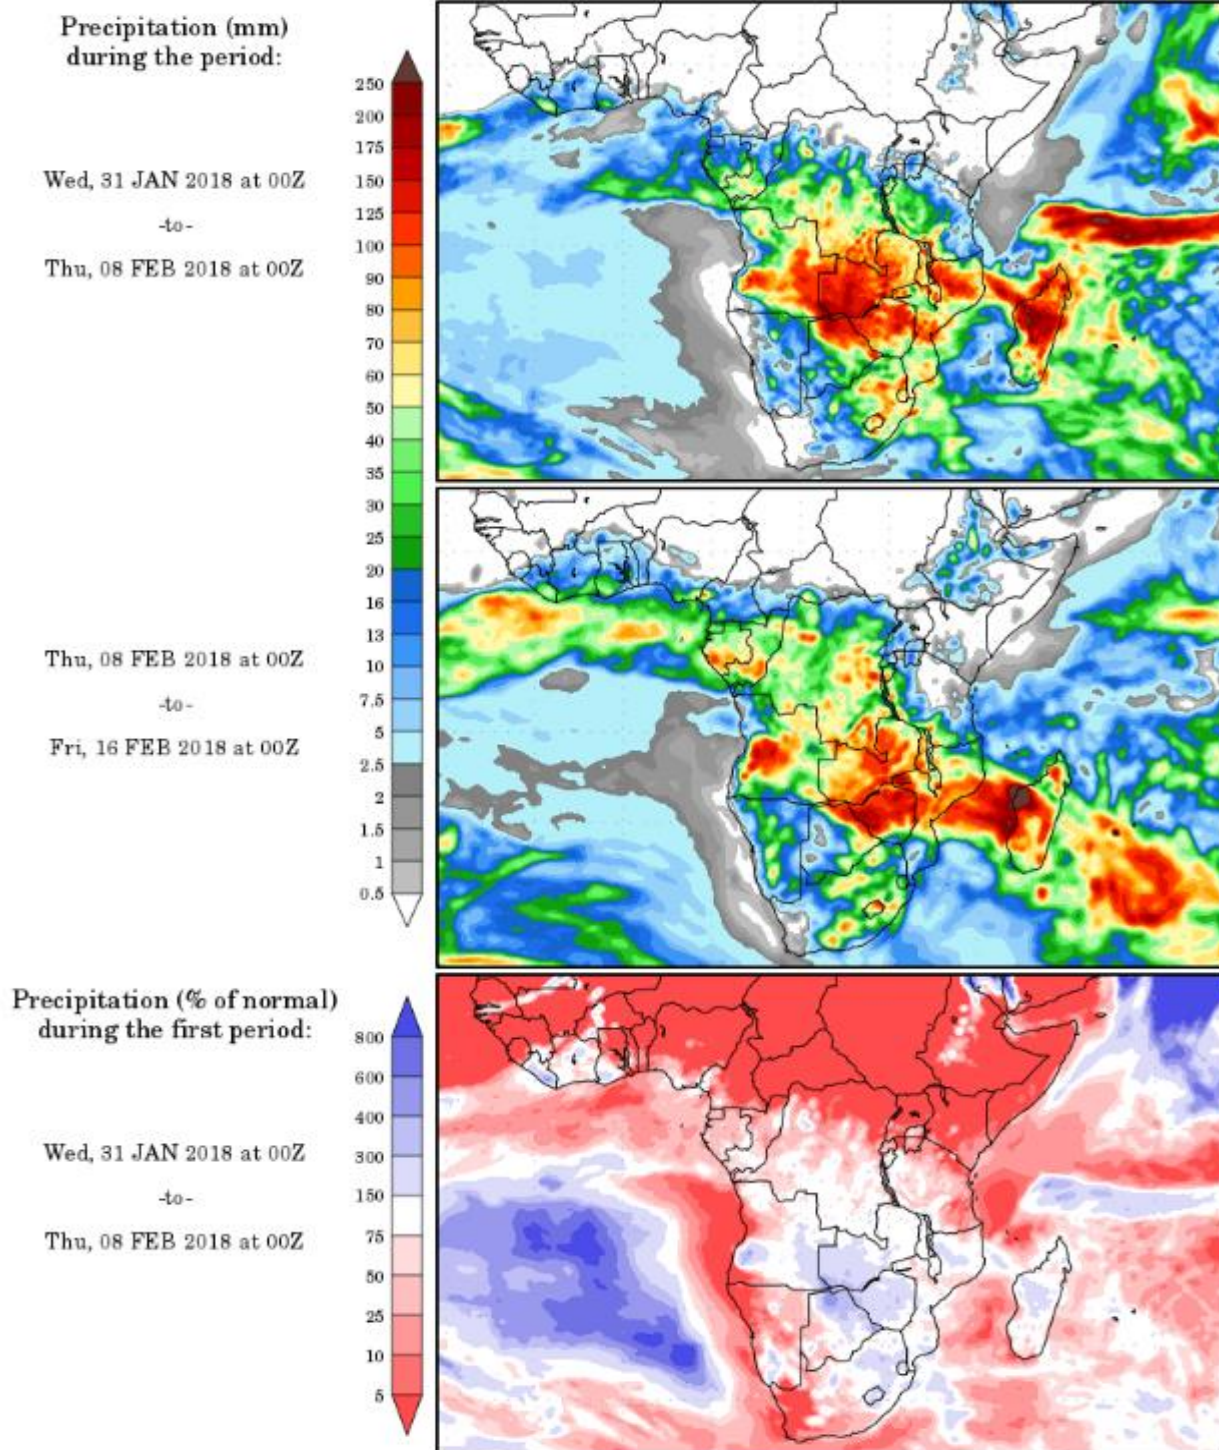 Precipitation (mm)
during the period:
250
200
175
150
125
100
90
80
70
60
50
40
35
30
25
20
16
13
10
7.5
5
2.5
2
1.5
1
0.5
Wed, 31 JAN 2018 at 00Z
-to-
Thu, 08 FEB 2018 at 00Z
Thu, 08 FEB 2018 at 00Z
-to-
Fri, 16 FEB 2018 at 00Z
Precipitation (% of normal)
during the first period:
800
600
400
300
150
75
50
25
10
5
Wed, 31 JAN 2018 at 00Z
-to-
Thu, 08 FEB 2018 at 00Z